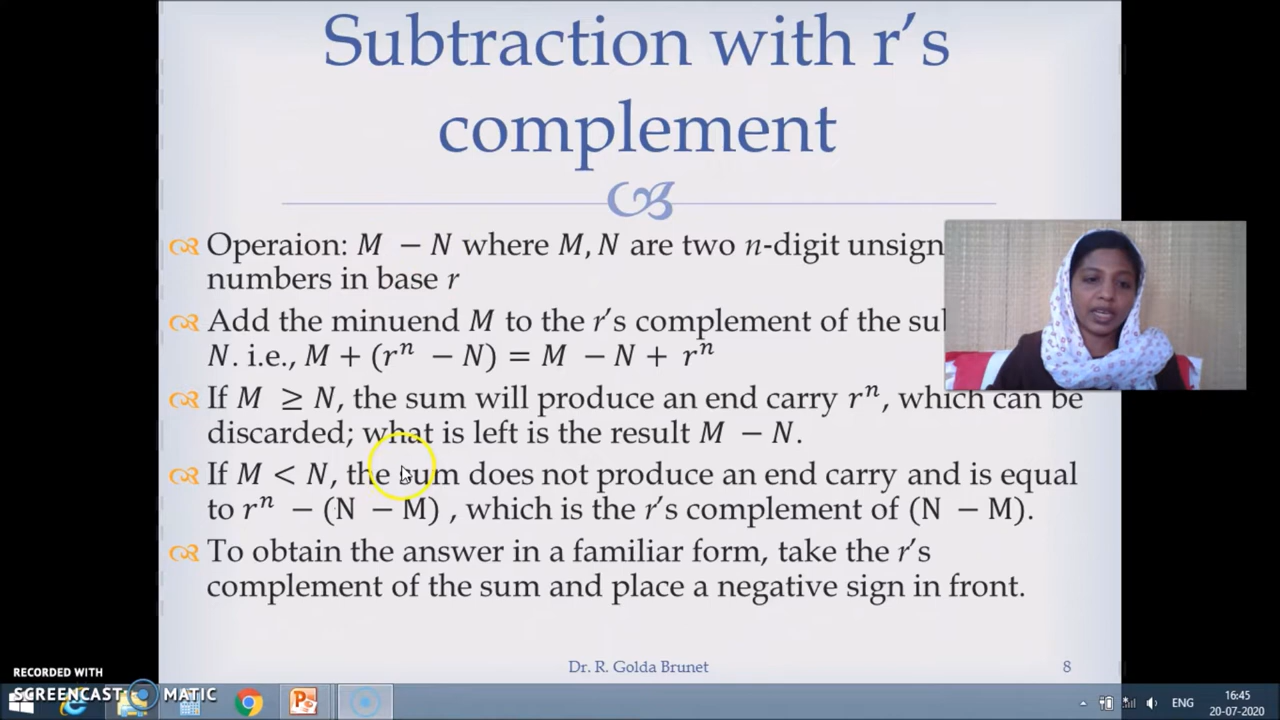 Subtraction with r's
complement
Operaion: M − N where M, N are two n-digit unsign
numbers in base r
Add the minuend M to the r's complement of the sub
N. i.e., M + (rⁿ − N) = M − N + rⁿ
If M ≥ N, the sum will produce an end carry rⁿ, which can be
discarded; what is left is the result M − N.
If M < N, the sum does not produce an end carry and is equal
to rⁿ − (N − M) , which is the r's complement of (N − M).
To obtain the answer in a familiar form, take the r's
complement of the sum and place a negative sign in front.
Dr. R. Golda Brunet
8
RECORDED WITH
SCREENCAST MATIC
ENG
16:45
20-07-2020